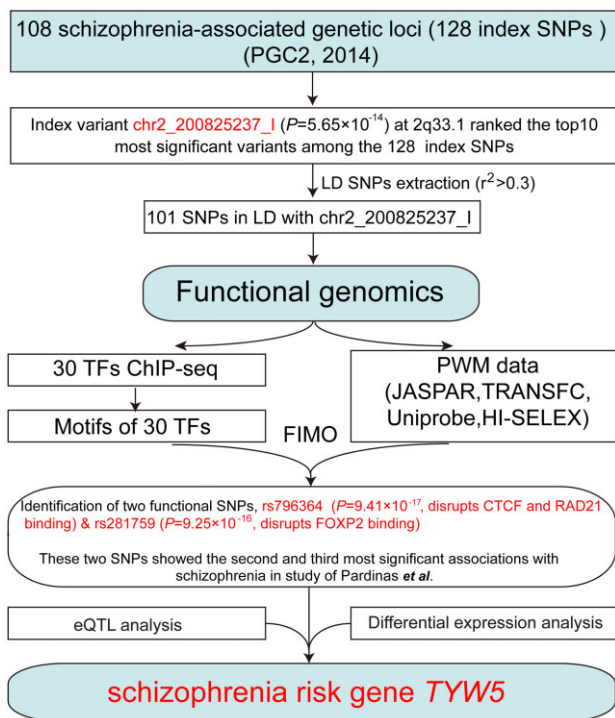 108 schizophrenia-associated genetic loci (128 index SNPs )
(PGC2, 2014)
Index variant chr2_200825237_I (P=5.65×10⁻¹⁴) at 2q33.1 ranked the top10
most significant variants among the 128 index SNPs
LD SNPs extraction (r²>0.3)
101 SNPs in LD with chr2_200825237_I
Functional genomics
30 TFs ChIP-seq
Motifs of 30 TFs
FIMO
PWM data
(JASPAR,TRANSFC,
Uniprobe,HI-SELEX)
Identification of two functional SNPs, rs796364 (P=9.41×10⁻¹⁷, disrupts CTCF and RAD21
binding) & rs281759 (P=9.25×10⁻¹⁶, disrupts FOXP2 binding)
These two SNPs showed the second and third most significant associations with
schizophrenia in study of Pardinas et al.
eQTL analysis
Differential expression analysis
schizophrenia risk gene TYW5